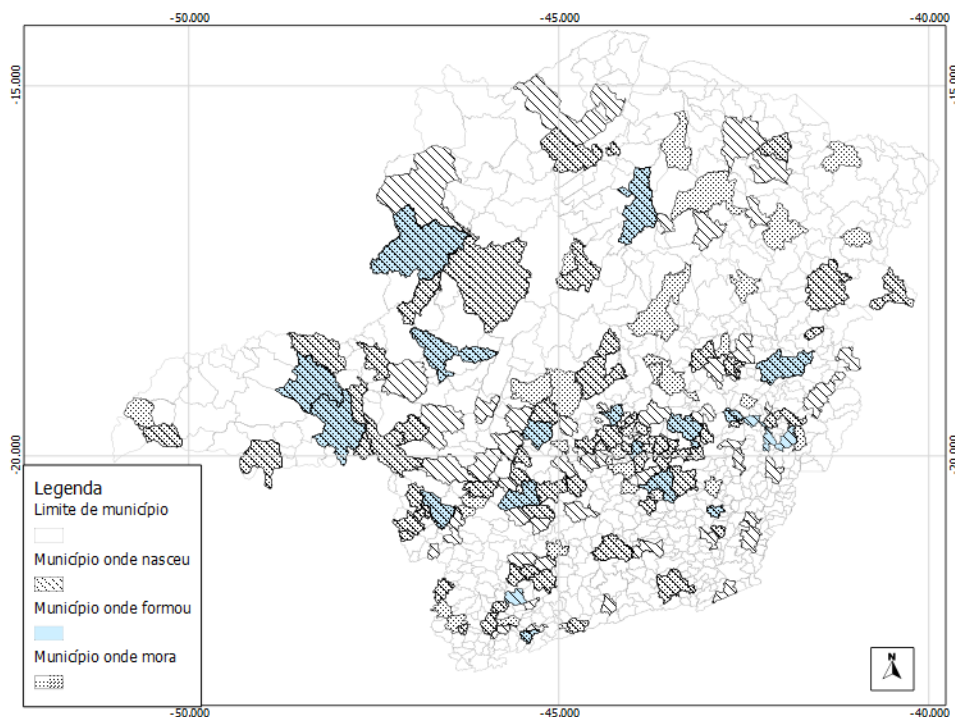 -50.000 -45.000 -40.000
-15.000 -15.000
-20.000 -20.000
Legenda
Limite de município
Município onde nasceu
Município onde formou
Município onde mora
N
-50.000 -45.000 -40.000